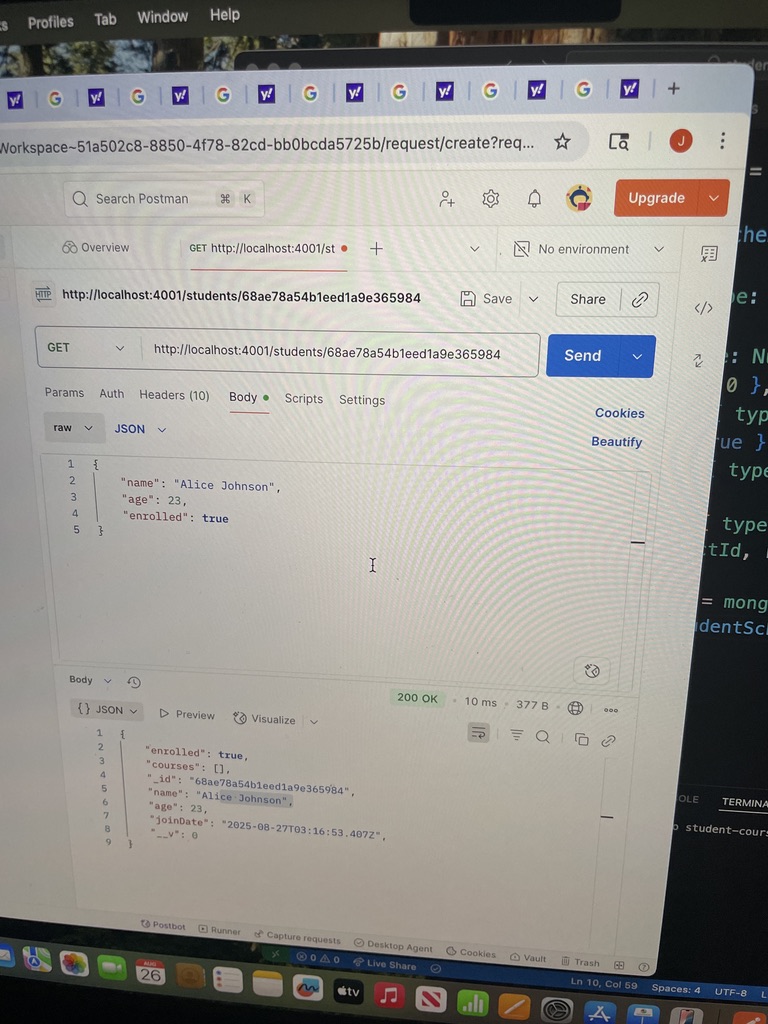 Profiles Tab Window Help
Workspace~51a502c8-8850-4f78-82cd-bb0bcda5725b/request/create?req...
J
Search Postman ⌘ K
Upgrade
Overview
GET http://localhost:4001/st
No environment
HTTP http://localhost:4001/students/68ae78a54b1eed1a9e365984
Save
Share
GET
http://localhost:4001/students/68ae78a54b1eed1a9e365984
Send
Params Auth Headers (10) Body Scripts Settings
Cookies
raw JSON
Beautify
1 {
2 "name": "Alice Johnson",
3 "age": 23,
4 "enrolled": true
5 }
Body
200 OK 10 ms 377 B
{} JSON Preview Visualize
1 {
2 "enrolled": true,
3 "courses": [],
4 "_id": "68ae78a54b1eed1a9e365984",
5 "name": "Alice Johnson",
6 "age": 23,
7 "joinDate": "2025-08-27T03:16:53.407Z",
8 "__v": 0
9 }
Postbot Runner Capture requests Desktop Agent Cookies Vault Trash
0 0 Live Share
Ln 10, Col 59 Spaces: 4 UTF-8
AUG
26
tv
=
0 },
typ
ue }
type
type
tId,
= mong
dentSc
OLE TERMINA
student-cours